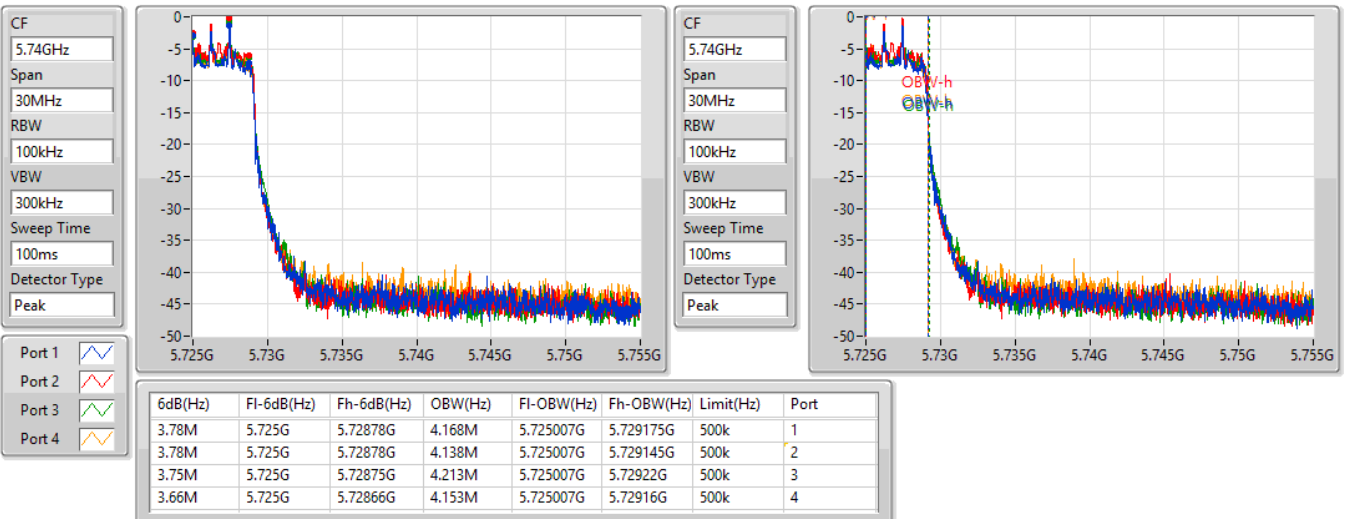 CF
5.74GHz
Span
30MHz
RBW
100kHz
VBW
300kHz
Sweep Time
100ms
Detector Type
Peak
0
-5
-10
-15
-20
-25
-30
-35
-40
-45
-50
5.725G 5.73G 5.735G 5.74G 5.745G 5.75G 5.755G
CF
5.74GHz
Span
30MHz
RBW
100kHz
VBW
300kHz
Sweep Time
100ms
Detector Type
Peak
0
-5
-10
-15
-20
-25
-30
-35
-40
-45
-50
OBW-h
OBW-h
5.725G 5.73G 5.735G 5.74G 5.745G 5.75G 5.755G
Port 1
Port 2
Port 3
Port 4
6dB(Hz) Fl-6dB(Hz) Fh-6dB(Hz) OBW(Hz) Fl-OBW(Hz) Fh-OBW(Hz) Limit(Hz) Port
3.78M 5.725G 5.72878G 4.168M 5.725007G 5.729175G 500k 1
3.78M 5.725G 5.72878G 4.138M 5.725007G 5.729145G 500k 2
3.75M 5.725G 5.72875G 4.213M 5.725007G 5.72922G 500k 3
3.66M 5.725G 5.72866G 4.153M 5.725007G 5.72916G 500k 4